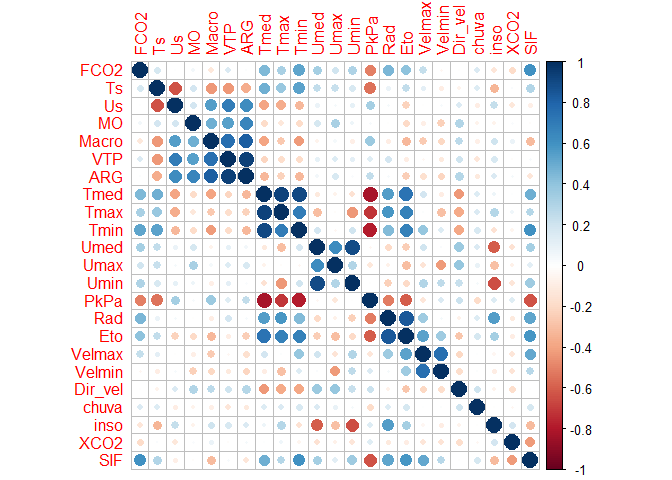 FCO2 Ts Us MO Macro VTP ARG Tmed Tmax Tmin Umed Umax Umin PkPa Rad Eto Velmax Velmin Dir_vel chuva inso XCO2 SIF
FCO2
Ts
Us
MO
Macro
VTP
ARG
Tmed
Tmax
Tmin
Umed
Umax
Umin
PkPa
Rad
Eto
Velmax
Velmin
Dir_vel
chuva
inso
XCO2
SIF
1
0.8
0.6
0.4
0.2
0
-0.2
-0.4
-0.6
-0.8
-1